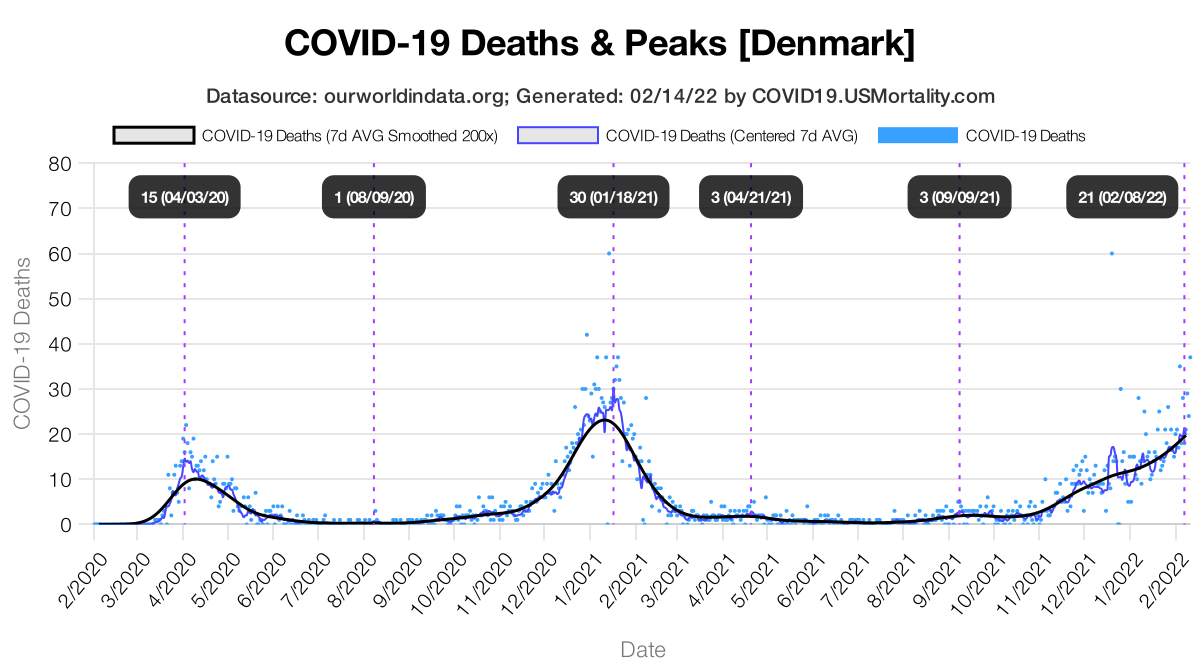 COVID-19 Deaths & Peaks [Denmark]
Datasource: ourworldindata.org; Generated: 02/14/22 by COVID19.USMortality.com
COVID-19 Deaths (7d AVG Smoothed 200x) COVID-19 Deaths (Centered 7d AVG) COVID-19 Deaths
80
15 (04/03/20) 1 (08/09/20) 30 (01/18/21) 3 (04/21/21) 3 (09/09/21) 21 (02/08/22)
70
60
50
40
30
20
10
0
COVID-19 Deaths
2/2020 3/2020 4/2020 5/2020 6/2020 7/2020 8/2020 9/2020 10/2020 11/2020 12/2020 1/2021 2/2021 3/2021 4/2021 5/2021 6/2021 7/2021 8/2021 9/2021 10/2021 11/2021 12/2021 1/2022 2/2022
Date